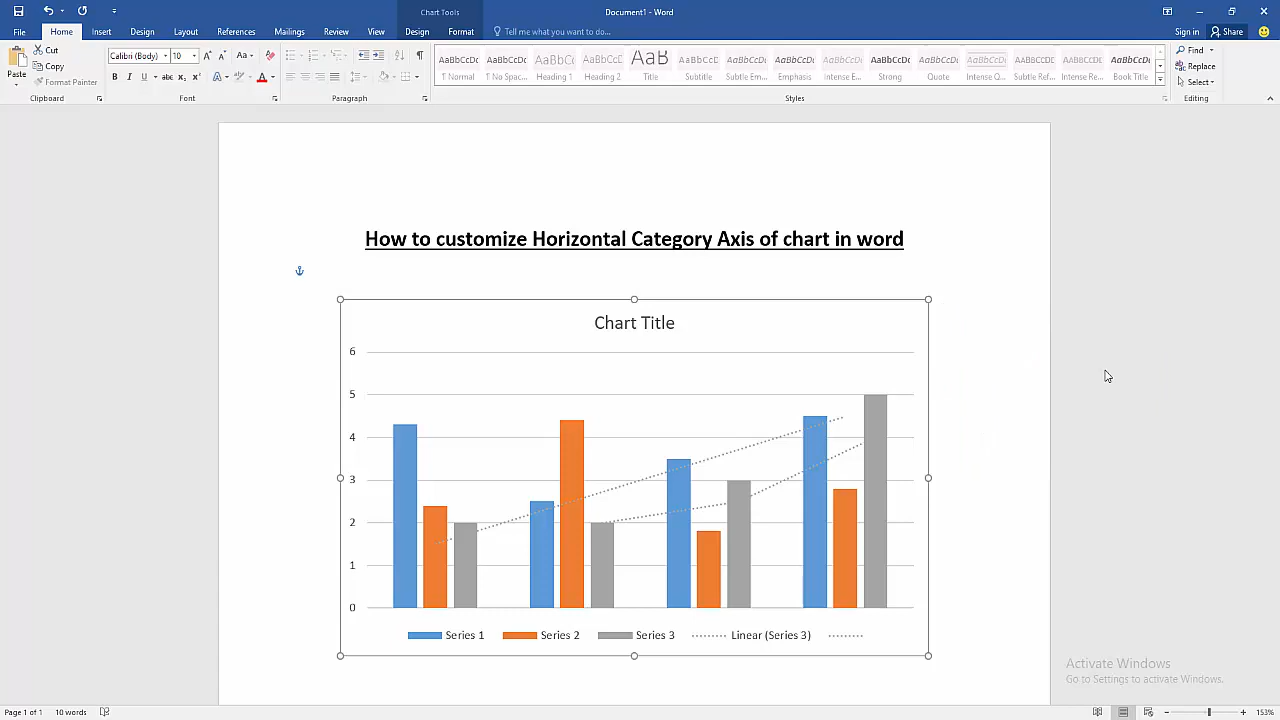 Chart Tools
Document1 - Word
File Home Insert Design Layout References Mailings Review View Design Format Tell me what you want to do... Sign in Share
Paste
Cut
Copy
Format Painter
Clipboard
Calibri (Body) 10
Font
Paragraph
AaBbCcDc AaBbCcDc AaBbCc AaBbCcC AaB AaBbCcC AaBbCcDc AaBbCcDc AaBbCcDc AaBbCcDc AaBbCcDc AaBbCcDc AABBCCDC AABBCCDC AaBbCcDc
¶ Normal ¶ No Spac... Heading 1 Heading 2 Title Subtitle Subtle Em... Emphasis Intense E... Strong Quote Intense Q... Subtle Ref... Intense Re... Book Title
Styles
Find
Replace
Select
Editing
How to customize Horizontal Category Axis of chart in word
Chart Title
6
5
4
3
2
1
0
Series 1 Series 2 Series 3 Linear (Series 3)
Activate Windows
Go to Settings to activate Windows.
Page 1 of 1 10 words 153%